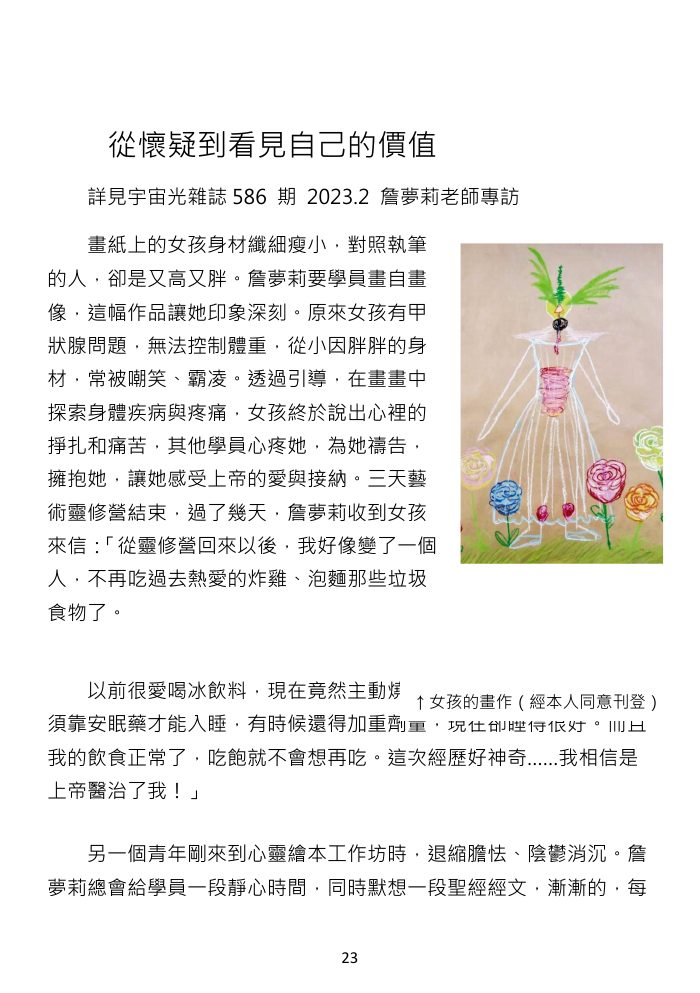 從懷疑到看見自己的價值
詳見宇宙光雜誌 586 期 2023.2 詹夢莉老師專訪
畫紙上的女孩身材纖細瘦小，對照執筆
的人，卻是又高又胖。詹夢莉要學員畫自畫
像，這幅作品讓她印象深刻。原來女孩有甲
狀腺問題，無法控制體重，從小因胖胖的身
材，常被嘲笑、霸凌。透過引導，在畫畫中
探索身體疾病與疼痛，女孩終於說出心裡的
掙扎和痛苦，其他學員心疼她，為她禱告，
擁抱她，讓她感受上帝的愛與接納。三天藝
術靈修營結束，過了幾天，詹夢莉收到女孩
來信：「從靈修營回來以後，我好像變了一個
人，不再吃過去熱愛的炸雞、泡麵那些垃圾
食物了。
以前很愛喝冰飲料，現在竟然主動
↑女孩的畫作（經本人同意刊登）
須靠安眠藥才能入睡，有時候還得加重劑量，現在卻睡得很好。而且
我的飲食正常了，吃飽就不會想再吃。這次經歷好神奇......我相信是
上帝醫治了我！」
另一個青年剛來到心靈繪本工作坊時，退縮膽怯、陰鬱消沉。詹
夢莉總會給學員一段靜心時間，同時默想一段聖經經文，漸漸的，每
23